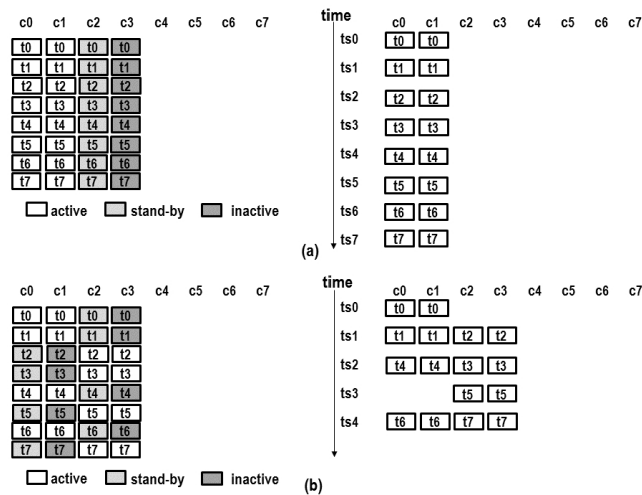 c0 c1 c2 c3 c4 c5 c6 c7 time c0 c1 c2 c3 c4 c5 c6 c7
t0 t0 t0 t0 ts0 t0 t0
t1 t1 t1 t1 ts1 t1 t1
t2 t2 t2 t2 ts2 t2 t2
t3 t3 t3 t3 ts3 t3 t3
t4 t4 t4 t4 ts4 t4 t4
t5 t5 t5 t5 ts5 t5 t5
t6 t6 t6 t6 ts6 t6 t6
t7 t7 t7 t7 ts7 t7 t7
active stand-by inactive
(a)
c0 c1 c2 c3 c4 c5 c6 c7 time c0 c1 c2 c3 c4 c5 c6 c7
t0 t0 t0 t0 ts0 t0 t0
t1 t1 t1 t1 ts1 t1 t1 t2 t2
t2 t2 t2 t2 ts2 t4 t4 t3 t3
t3 t3 t3 t3 ts3 t5 t5
t4 t4 t4 t4 ts4 t6 t6 t7 t7
t5 t5 t5 t5
t6 t6 t6 t6
t7 t7 t7 t7
active stand-by inactive
(b)